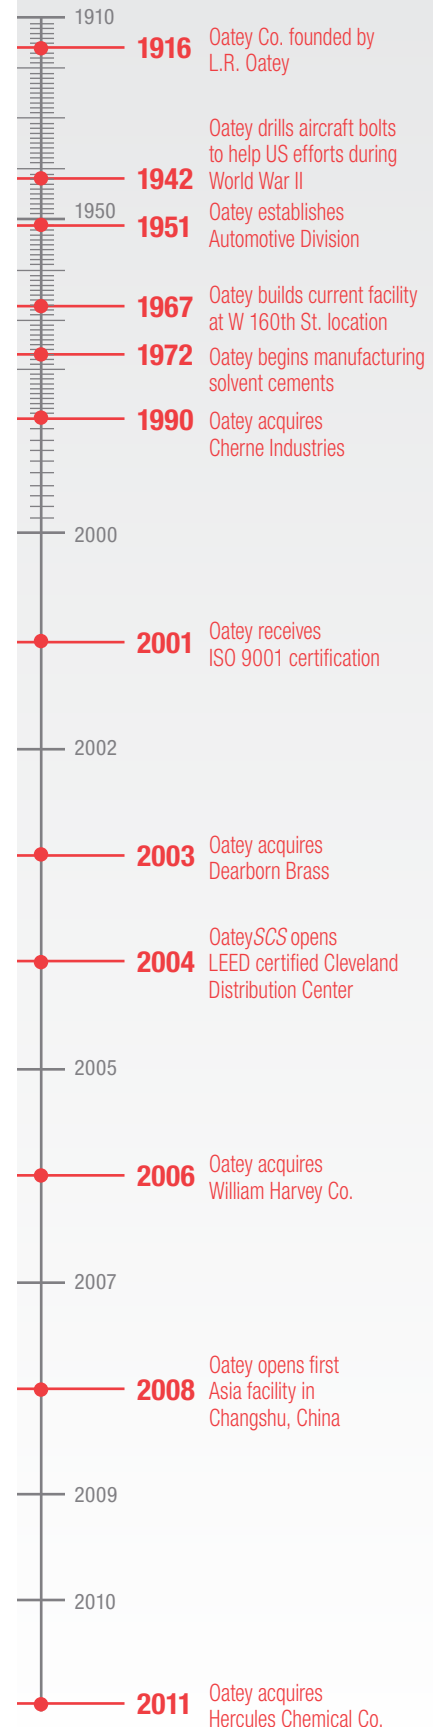 1910
1916
Oatey Co. founded by
L.R. Oatey
1942
Oatey drills aircraft bolts
to help US efforts during
World War II
1950
1951
Oatey establishes
Automotive Division
1967
Oatey builds current facility
at W 160th St. location
1972
Oatey begins manufacturing
solvent cements
1990
Oatey acquires
Cherne Industries
2000
2001
Oatey receives
ISO 9001 certification
2002
2003
Oatey acquires
Dearborn Brass
2004
OateySCS opens
LEED certified Cleveland
Distribution Center
2005
2006
Oatey acquires
William Harvey Co.
2007
2008
Oatey opens first
Asia facility in
Changshu, China
2009
2010
2011
Oatey acquires
Hercules Chemical Co.